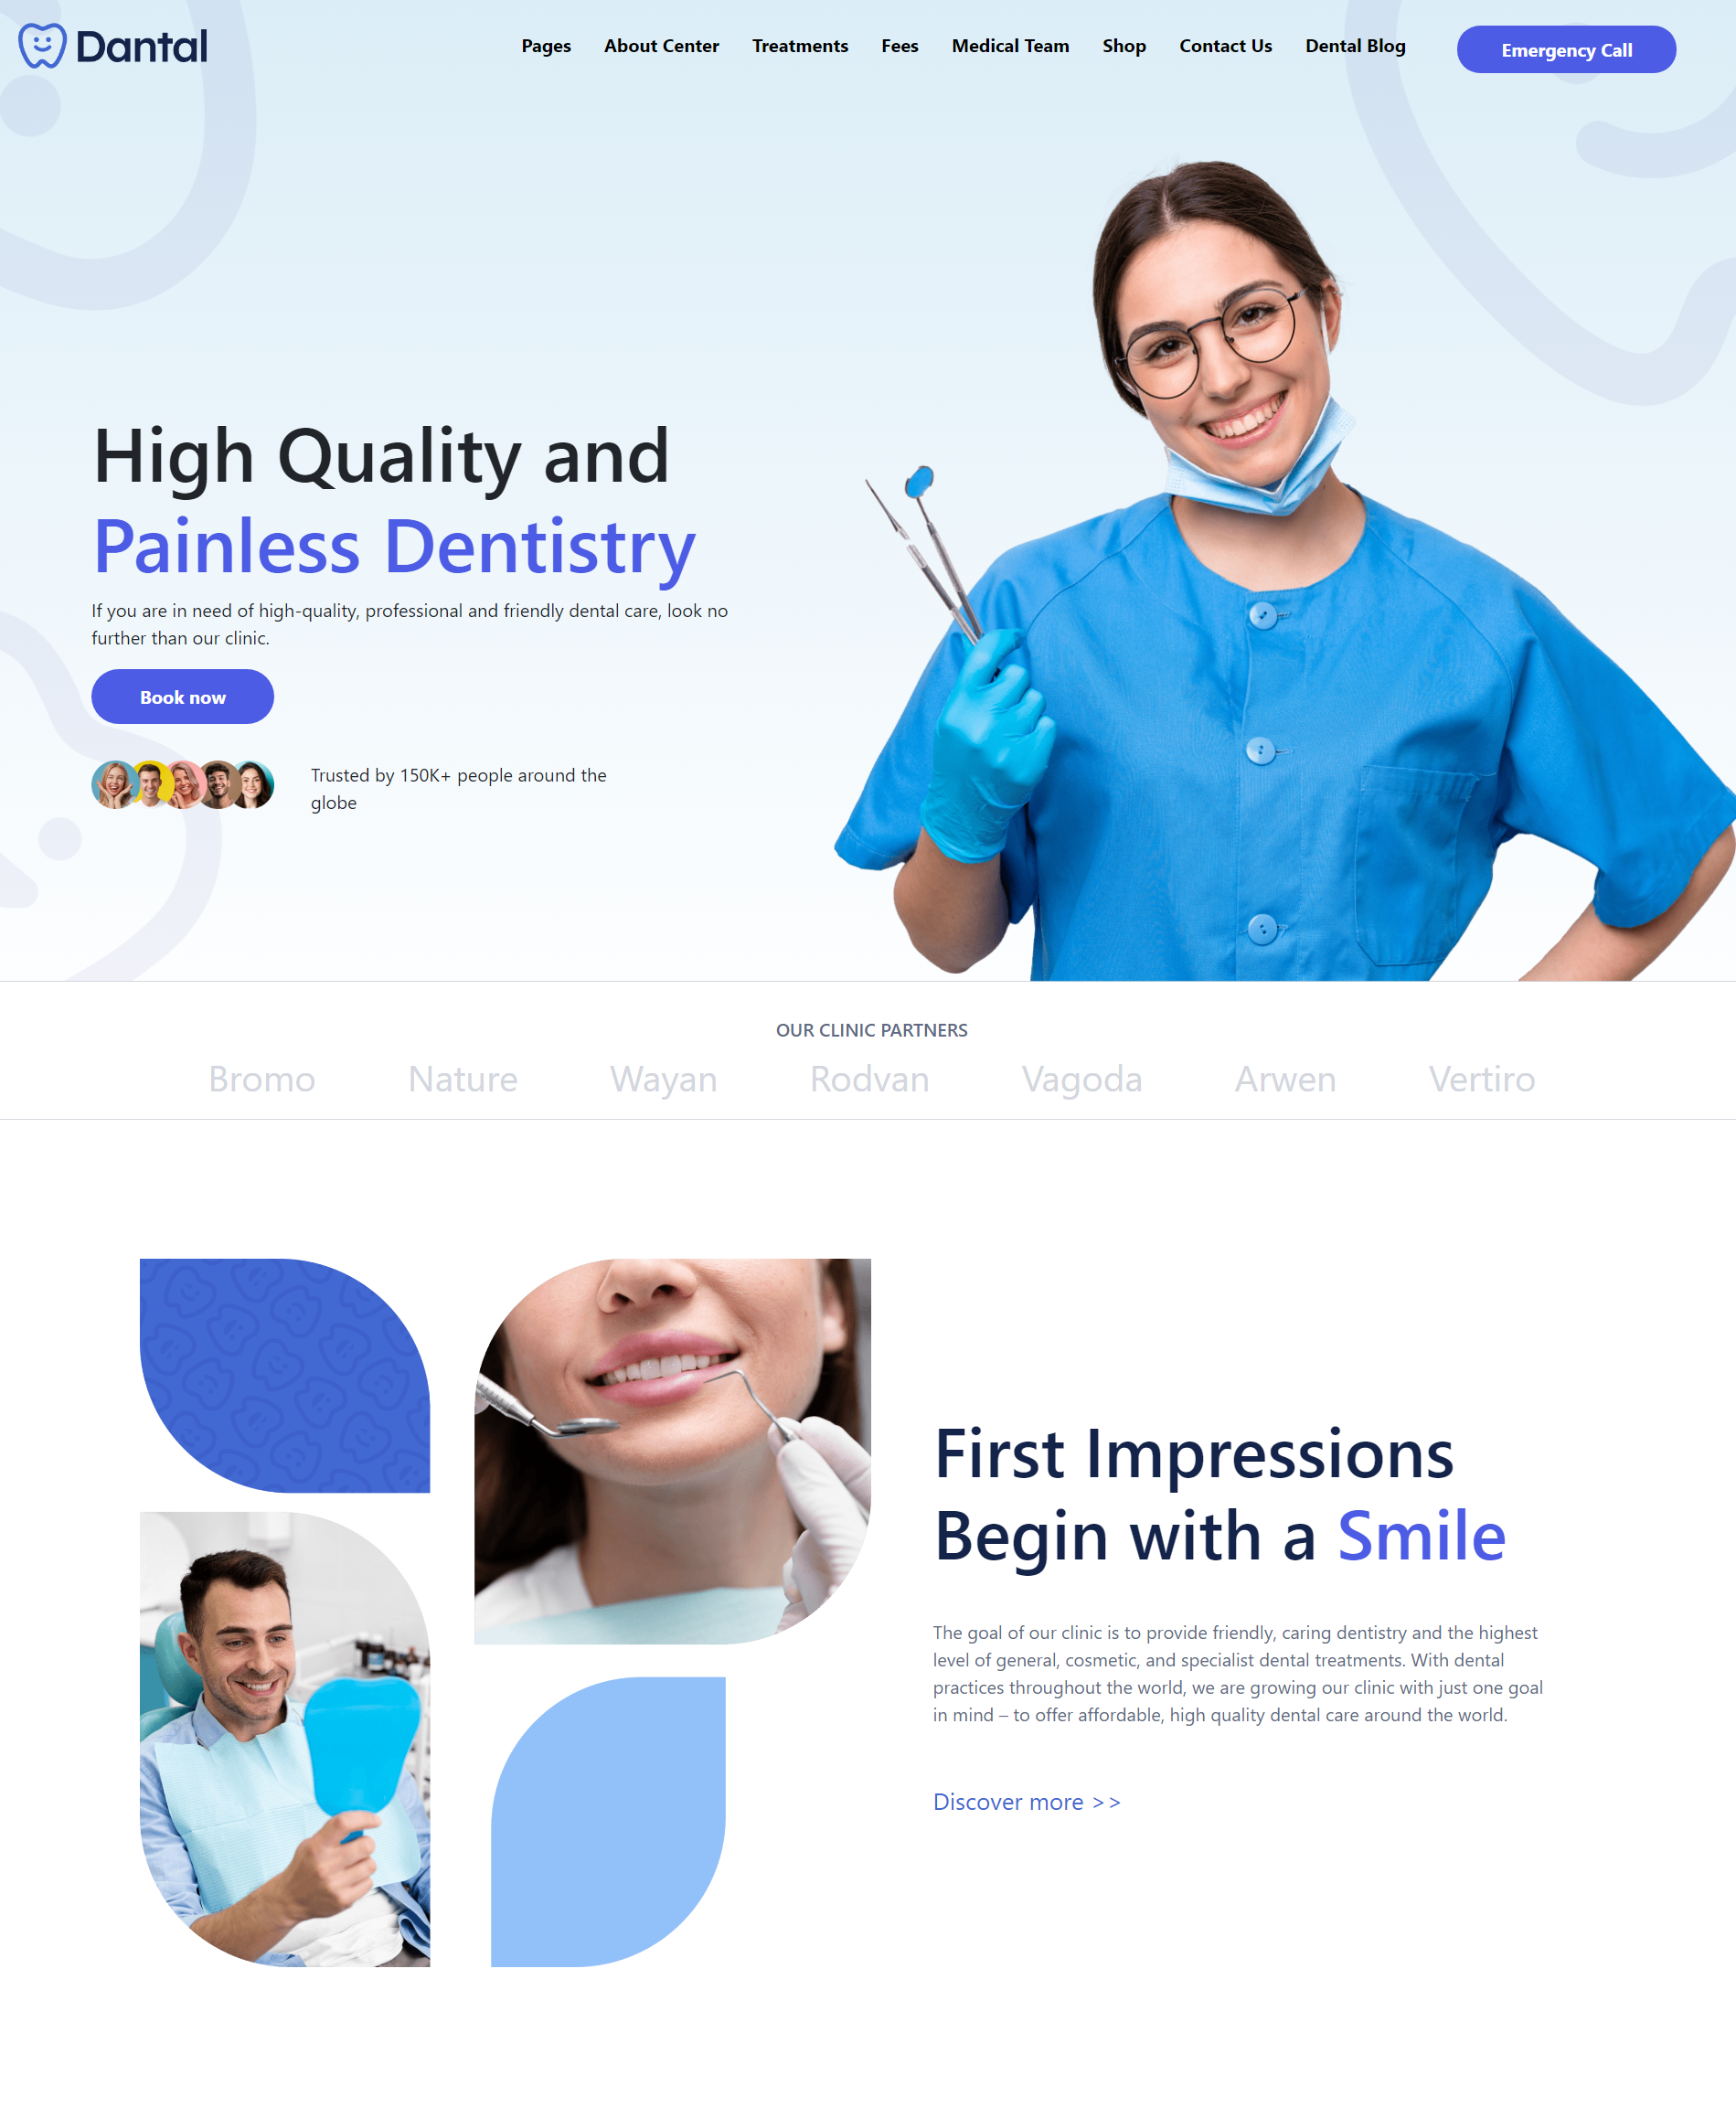 Dantal
Pages About Center Treatments Fees Medical Team Shop Contact Us Dental Blog Emergency Call
High Quality and
Painless Dentistry
If you are in need of high-quality, professional and friendly dental care, look no
further than our clinic.
Book now
Trusted by 150K+ people around the
globe
OUR CLINIC PARTNERS
Bromo Nature Wayan Rodvan Vagoda Arwen Vertiro
First Impressions
Begin with a Smile
The goal of our clinic is to provide friendly, caring dentistry and the highest
level of general, cosmetic, and specialist dental treatments. With dental
practices throughout the world, we are growing our clinic with just one goal
in mind – to offer affordable, high quality dental care around the world.
Discover more >>